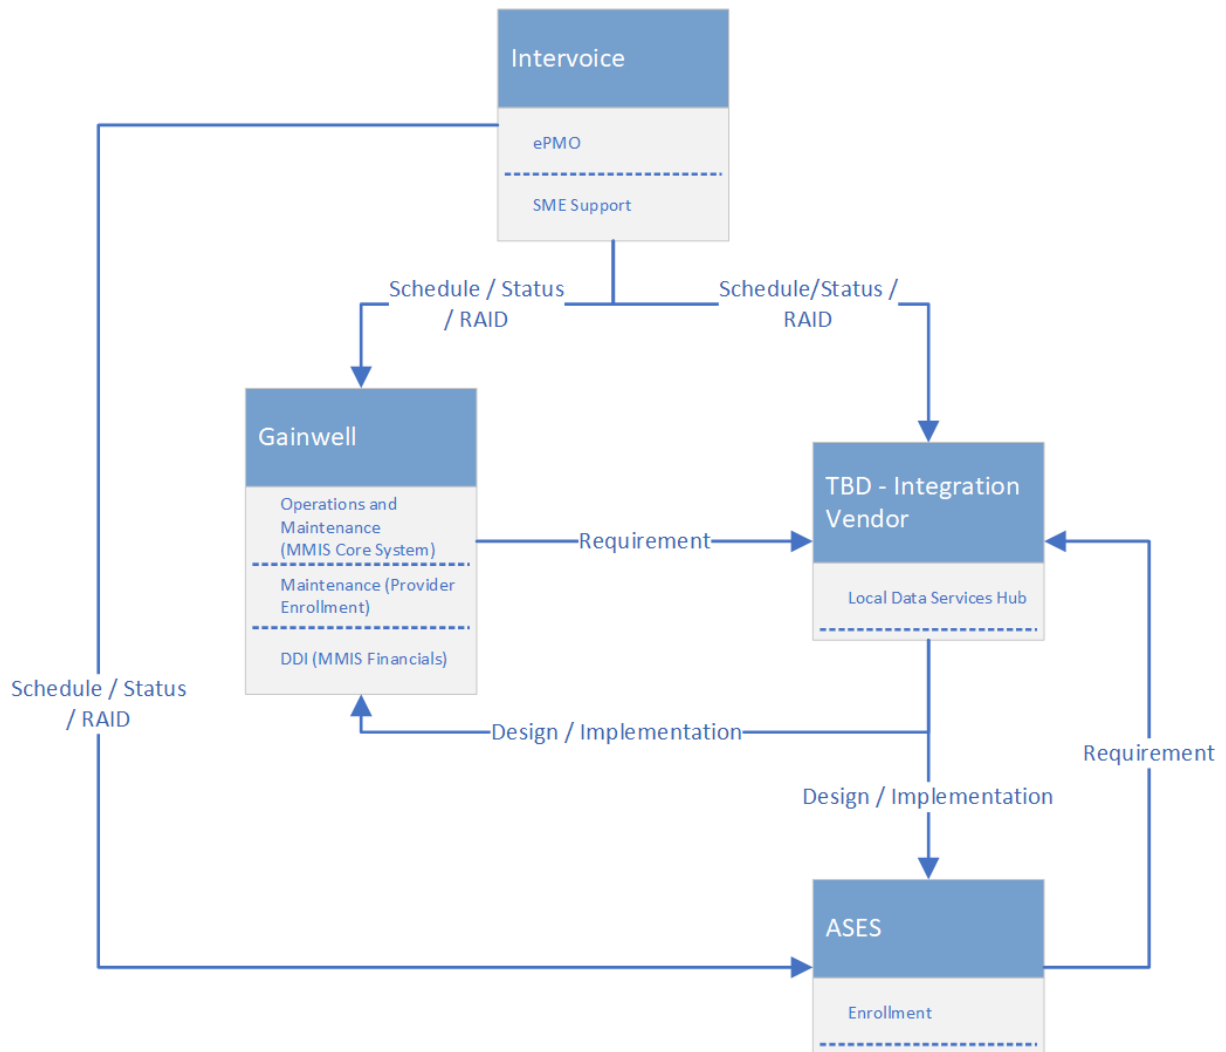 Intervoice
ePMO
SME Support
Schedule / Status
/ RAID
Schedule/Status /
RAID
Gainwell
Operations and
Maintenance
(MMIS Core System)
Maintenance (Provider
Enrollment)
DDI (MMIS Financials)
Requirement
TBD - Integration
Vendor
Local Data Services Hub
Schedule / Status
/ RAID
Design / Implementation
Requirement
Design / Implementation
ASES
Enrollment